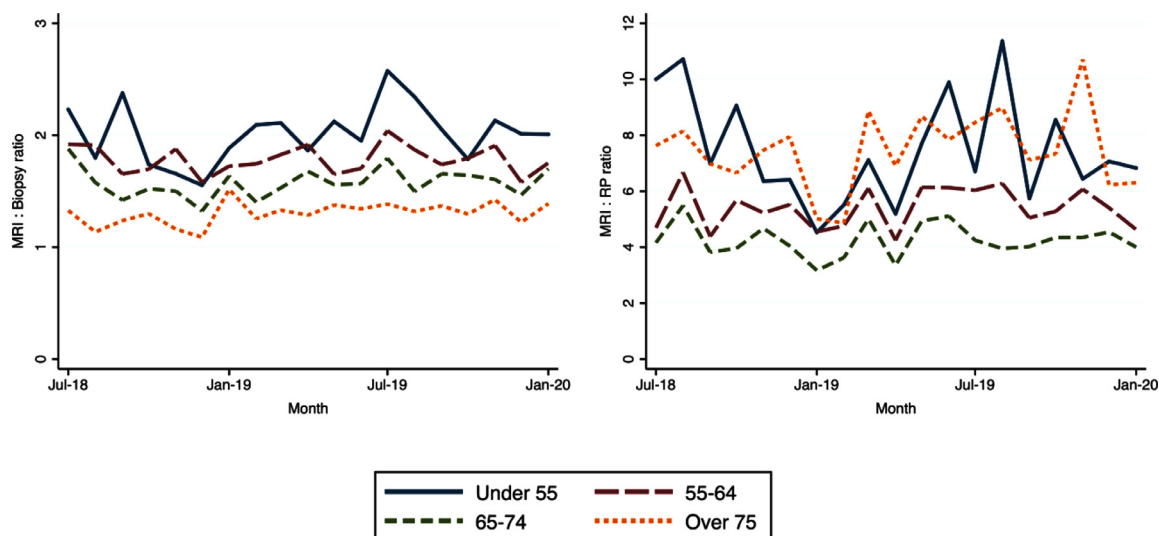 3
2
1
0
MRI : Biopsy ratio
Jul-18
Jan-19
Jul-19
Jan-20
Month
12
10
8
6
4
2
0
MRI : RP ratio
Jul-18
Jan-19
Jul-19
Jan-20
Month
Under 55
55-64
65-74
Over 75